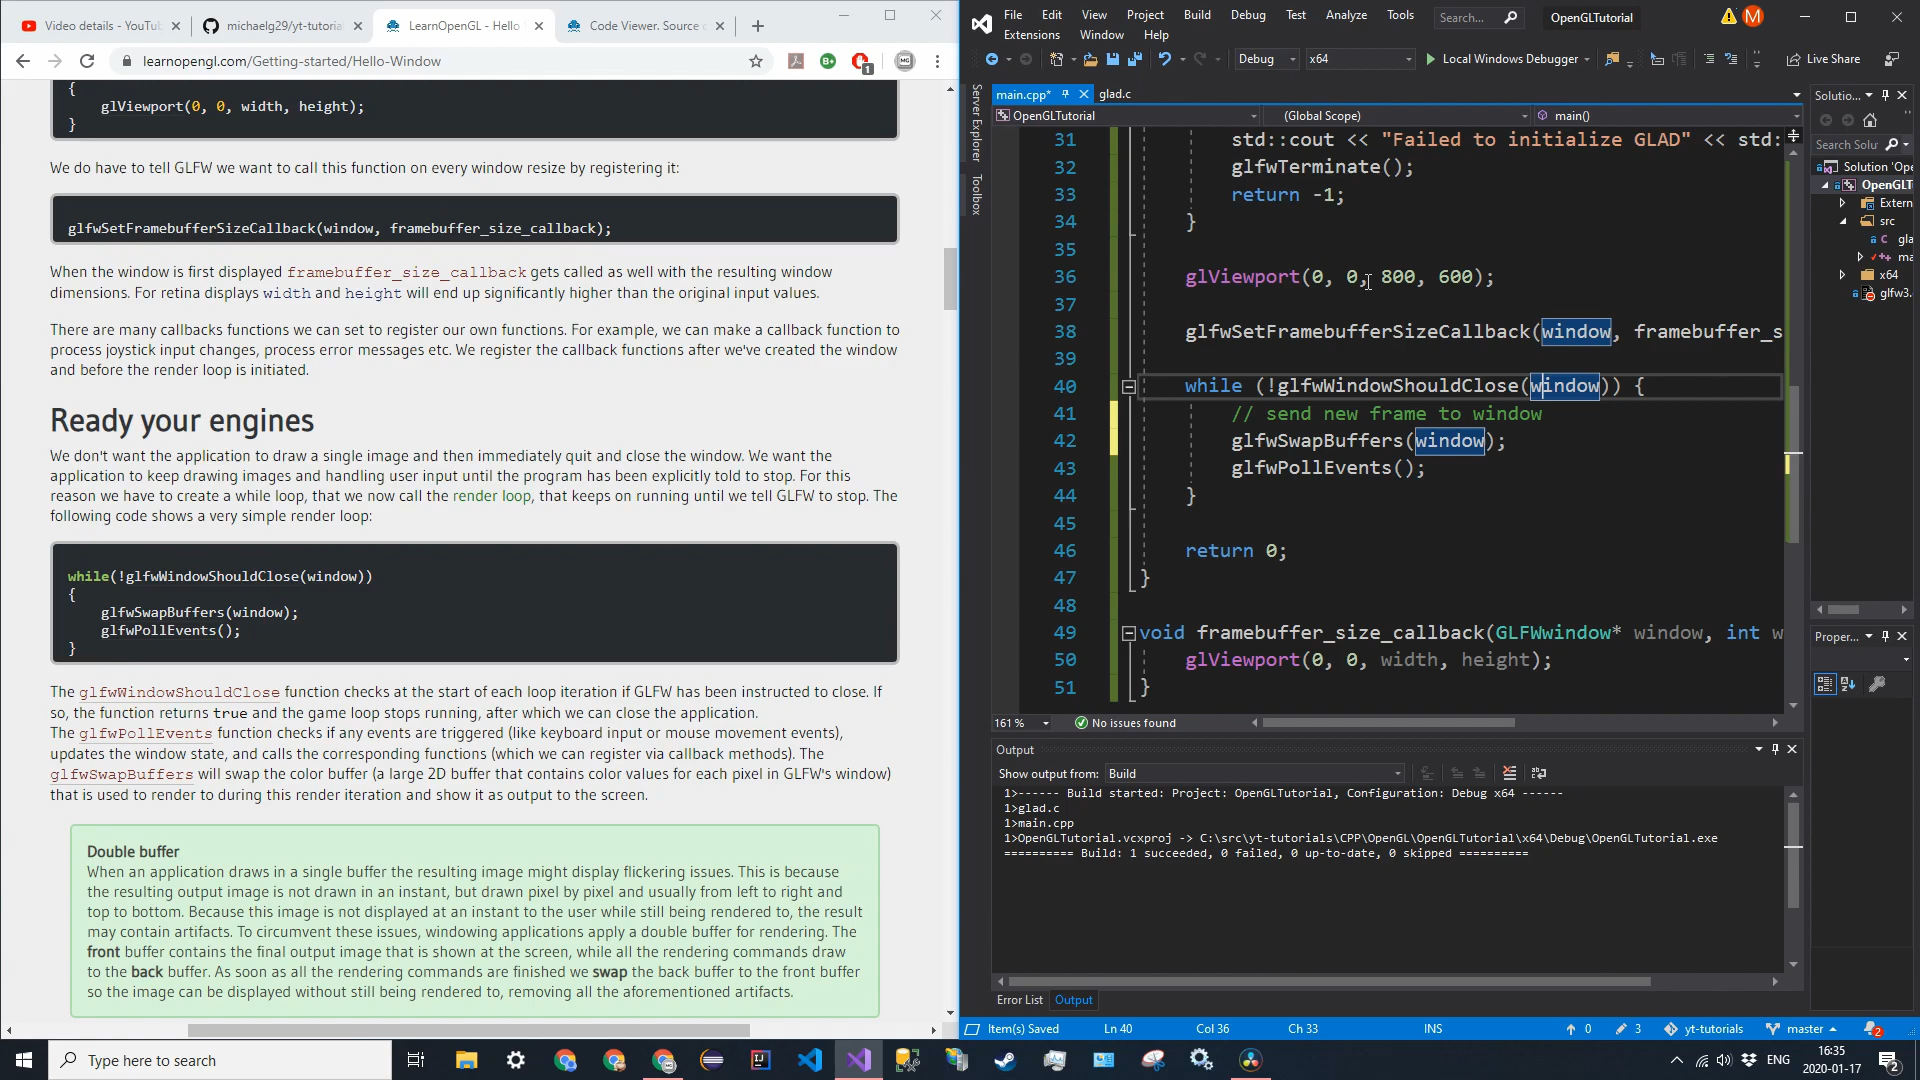 Video details - YouTub
michaelg29/yt-tutorial
LearnOpenGL - Hello
Code Viewer. Source c
learnopengl.com/Getting-started/Hello-Window
{
glViewport(0, 0, width, height);
}
We do have to tell GLFW we want to call this function on every window resize by registering it:
glfwSetFramebufferSizeCallback(window, framebuffer_size_callback);
When the window is first displayed framebuffer_size_callback gets called as well with the resulting window
dimensions. For retina displays width and height will end up significantly higher than the original input values.
There are many callbacks functions we can set to register our own functions. For example, we can make a callback function to
process joystick input changes, process error messages etc. We register the callback functions after we've created the window
and before the render loop is initiated.
Ready your engines
We don't want the application to draw a single image and then immediately quit and close the window. We want the
application to keep drawing images and handling user input until the program has been explicitly told to stop. For this
reason we have to create a while loop, that we now call the render loop, that keeps on running until we tell GLFW to stop. The
following code shows a very simple render loop:
while(!glfwWindowShouldClose(window))
{
glfwSwapBuffers(window);
glfwPollEvents();
}
The glfwWindowShouldClose function checks at the start of each loop iteration if GLFW has been instructed to close. If
so, the function returns true and the game loop stops running, after which we can close the application.
The glfwPollEvents function checks if any events are triggered (like keyboard input or mouse movement events),
updates the window state, and calls the corresponding functions (which we can register via callback methods). The
glfwSwapBuffers will swap the color buffer (a large 2D buffer that contains color values for each pixel in GLFW's window)
that is used to render to during this render iteration and show it as output to the screen.
Double buffer
When an application draws in a single buffer the resulting image might display flickering issues. This is because
the resulting output image is not drawn in an instant, but drawn pixel by pixel and usually from left to right and
top to bottom. Because this image is not displayed at an instant to the user while still being rendered to, the result
may contain artifacts. To circumvent these issues, windowing applications apply a double buffer for rendering. The
front buffer contains the final output image that is shown at the screen, while all the rendering commands draw
to the back buffer. As soon as all the rendering commands are finished we swap the back buffer to the front buffer
so the image can be displayed without still being rendered to, removing all the aforementioned artifacts.
File Edit View Project Build Debug Test Analyze Tools Search... OpenGLTutorial M
Extensions Window Help
Debug x64 Local Windows Debugger Live Share
Server Explorer
Toolbox
main.cpp* glad.c
OpenGLTutorial (Global Scope) main()
31 std::cout << "Failed to initialize GLAD" << std:
32 glfwTerminate();
33 return -1;
34 }
35
36 glViewport(0, 0, 800, 600);
37
38 glfwSetFramebufferSizeCallback(window, framebuffer_s
39
40 while (!glfwWindowShouldClose(window)) {
41 // send new frame to window
42 glfwSwapBuffers(window);
43 glfwPollEvents();
44 }
45
46 return 0;
47 }
48
49 void framebuffer_size_callback(GLFWwindow* window, int w
50 glViewport(0, 0, width, height);
51 }
161 % No issues found
Output
Show output from: Build
1>------ Build started: Project: OpenGLTutorial, Configuration: Debug x64 ------
1>glad.c
1>main.cpp
1>OpenGLTutorial.vcxproj -> C:\src\yt-tutorials\CPP\OpenGL\OpenGLTutorial\x64\Debug\OpenGLTutorial.exe
========== Build: 1 succeeded, 0 failed, 0 up-to-date, 0 skipped ==========
Error List Output
Solutio...
Search Solu
Solution 'Ope
OpenGLT
Extern
src
gla
ma
x64
glfw3.
Proper...
Item(s) Saved Ln 40 Col 36 Ch 33 INS 0 3 yt-tutorials master 2
Type here to search
ENG
16:35
2020-01-17
2